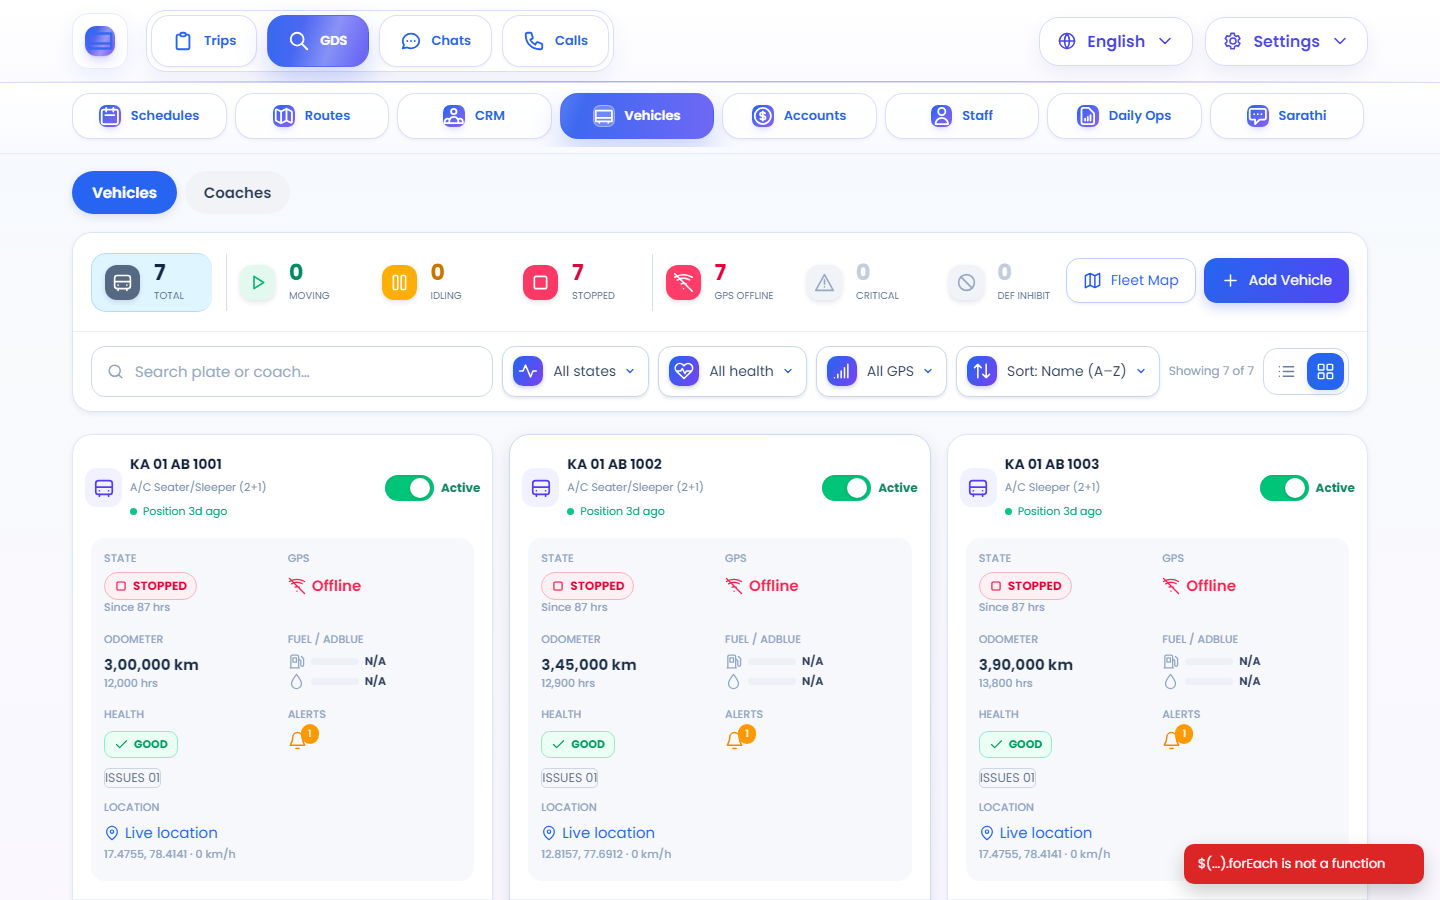 Trips
GDS
Chats
Calls
English
Settings
Schedules
Routes
CRM
Vehicles
Accounts
Staff
Daily Ops
Sarathi
Vehicles
Coaches
7
TOTAL
0
MOVING
0
IDLING
7
STOPPED
7
GPS OFFLINE
0
CRITICAL
0
DEF INHIBIT
Fleet Map
Add Vehicle
Search plate or coach...
All states
All health
All GPS
Sort: Name (A–Z)
Showing 7 of 7
KA 01 AB 1001
A/C Seater/Sleeper (2+1)
Position 3d ago
Active
STATE
GPS
STOPPED
Offline
Since 87 hrs
ODOMETER
FUEL / ADBLUE
3,00,000 km
N/A
12,000 hrs
N/A
HEALTH
ALERTS
GOOD
1
ISSUES 01
LOCATION
Live location
17.4755, 78.4141 · 0 km/h
KA 01 AB 1002
A/C Seater/Sleeper (2+1)
Position 3d ago
Active
STATE
GPS
STOPPED
Offline
Since 87 hrs
ODOMETER
FUEL / ADBLUE
3,45,000 km
N/A
12,900 hrs
N/A
HEALTH
ALERTS
GOOD
1
ISSUES 01
LOCATION
Live location
12.8157, 77.6912 · 0 km/h
KA 01 AB 1003
A/C Sleeper (2+1)
Position 3d ago
Active
STATE
GPS
STOPPED
Offline
Since 87 hrs
ODOMETER
FUEL / ADBLUE
3,90,000 km
N/A
13,800 hrs
N/A
HEALTH
ALERTS
GOOD
1
ISSUES 01
LOCATION
Live location
17.4755, 78.4141 · 0 km/h
$(...).forEach is not a function